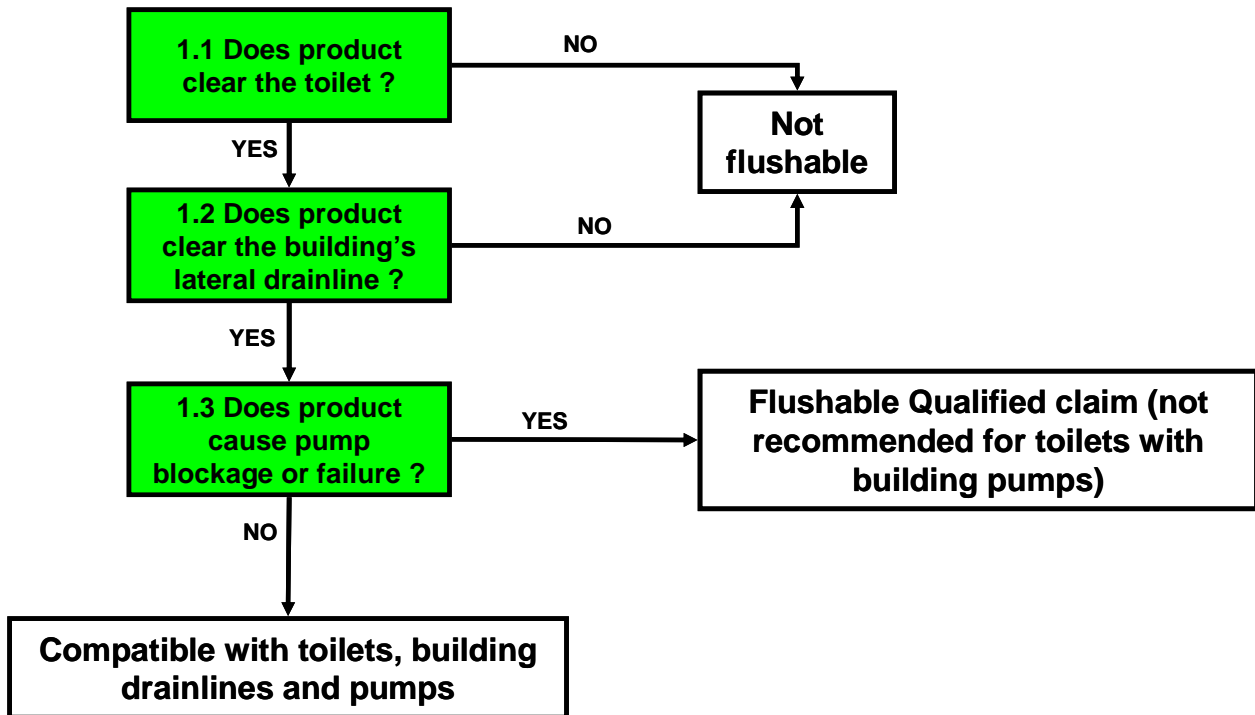 1.1 Does product
clear the toilet ?
NO
Not
flushable
YES
1.2 Does product
clear the building’s
lateral drainline ?
NO
YES
1.3 Does product
cause pump
blockage or failure ?
YES
Flushable Qualified claim (not
recommended for toilets with
building pumps)
NO
Compatible with toilets, building
drainlines and pumps